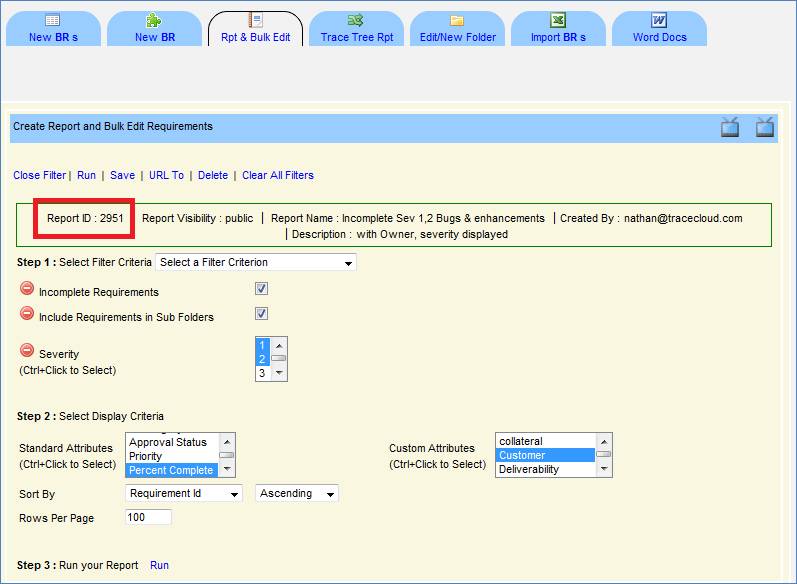 New BR s
New BR
Rpt & Bulk Edit
Trace Tree Rpt
Edit/New Folder
Import BR s
Word Docs
Create Report and Bulk Edit Requirements
Close Filter | Run | Save | URL To | Delete | Clear All Filters
Report ID : 2951 Report Visibility : public | Report Name : Incomplete Sev 1,2 Bugs & enhancements | Created By : nathan@tracecloud.com
| Description : with Owner, severity displayed
Step 1 : Select Filter Criteria Select a Filter Criterion
Incomplete Requirements
Include Requirements in Sub Folders
Severity
(Ctrl+Click to Select)
1
2
3
Step 2 : Select Display Criteria
Standard Attributes
(Ctrl+Click to Select)
Approval Status
Priority
Percent Complete
Custom Attributes
(Ctrl+Click to Select)
collateral
Customer
Deliverability
Sort By Requirement Id Ascending
Rows Per Page 100
Step 3 : Run your Report Run